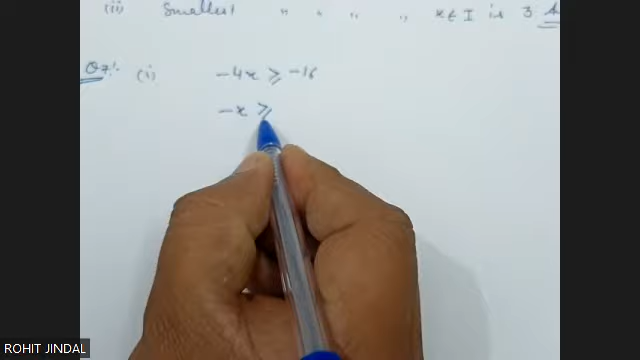 (ii) Smallest " " " " x ∈ I is 3
Q7:- (i) -4x ≥ -16
-x ≥
ROHIT JINDAL